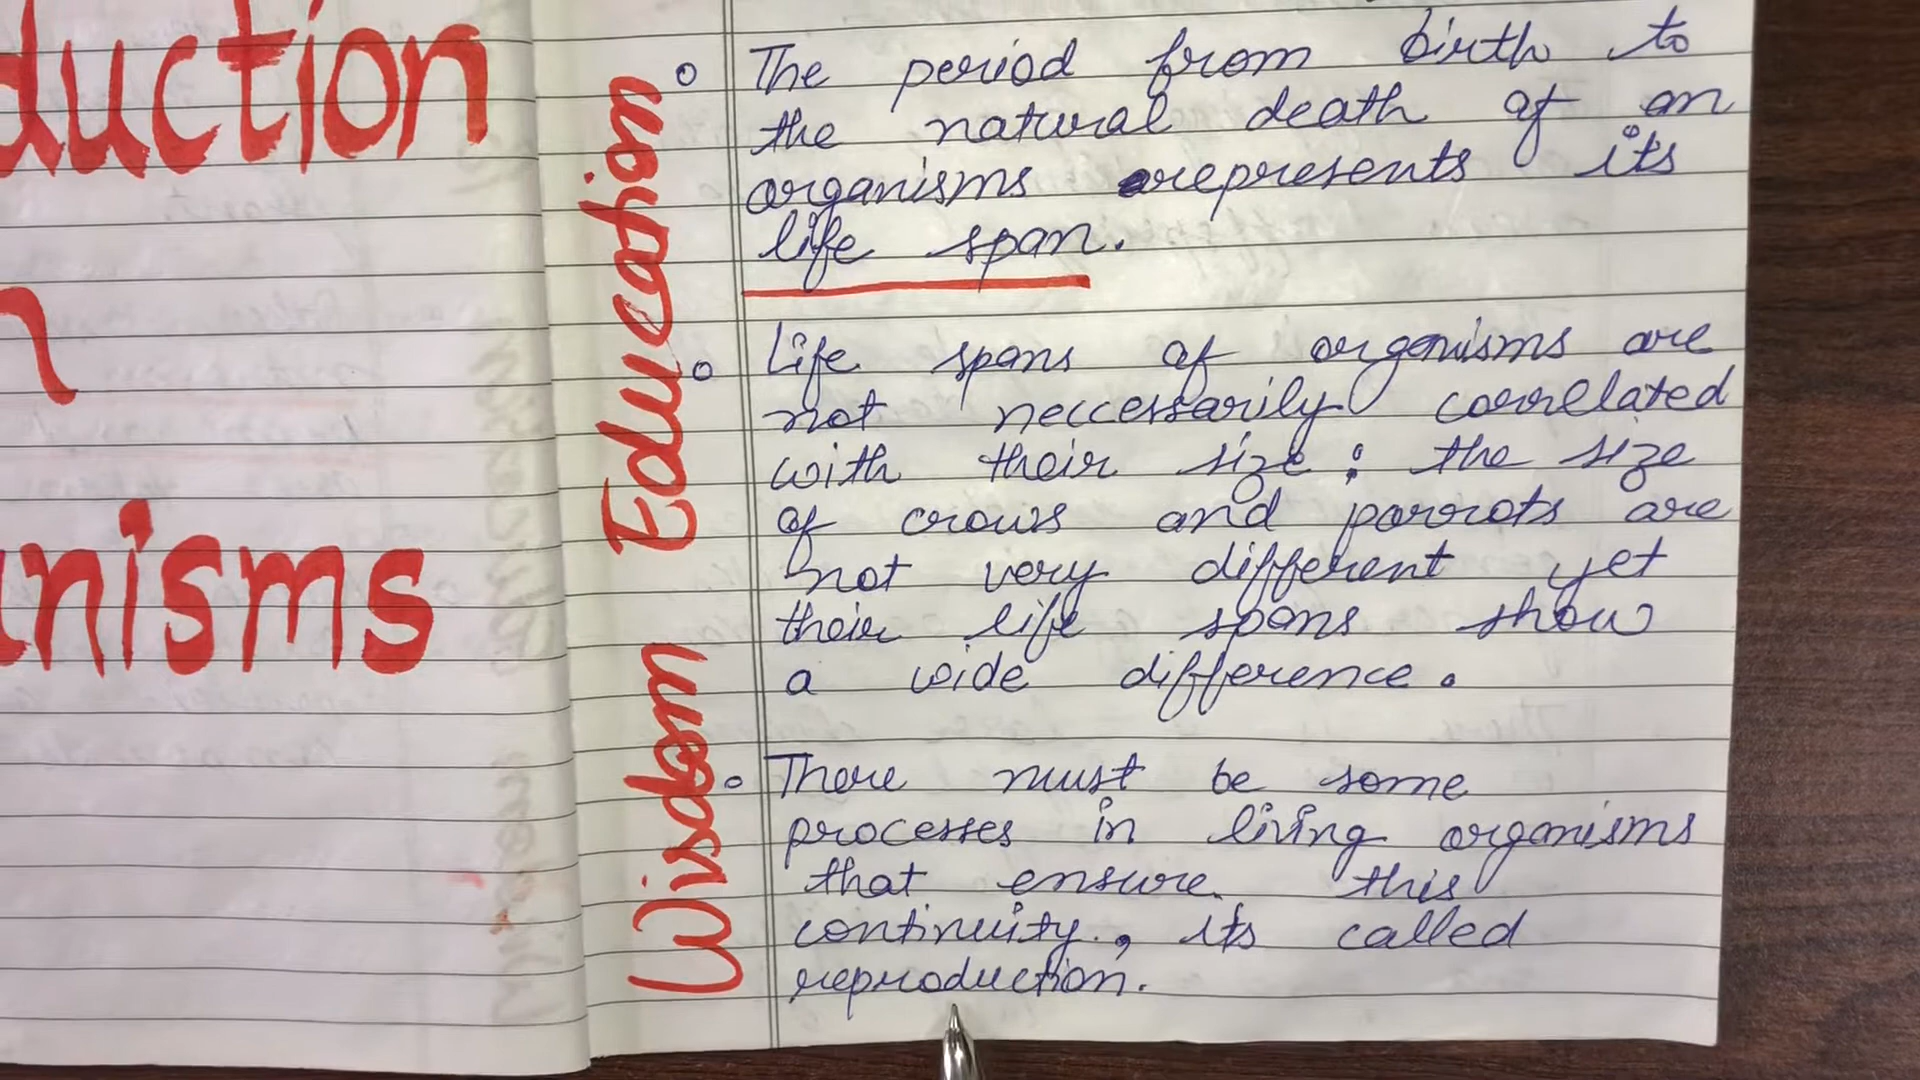 duction
n
anisms
Wisdom Education
The period from birth to
the natural death of an
organisms represents its
life span.
Life spans of organisms are
not neccessarily correlated
with their size : the size
of crows and parrots are
not very different yet
their life spans show
a wide difference.
There must be some
processes in living organisms
that ensure this
continuity, its called
reproduction.